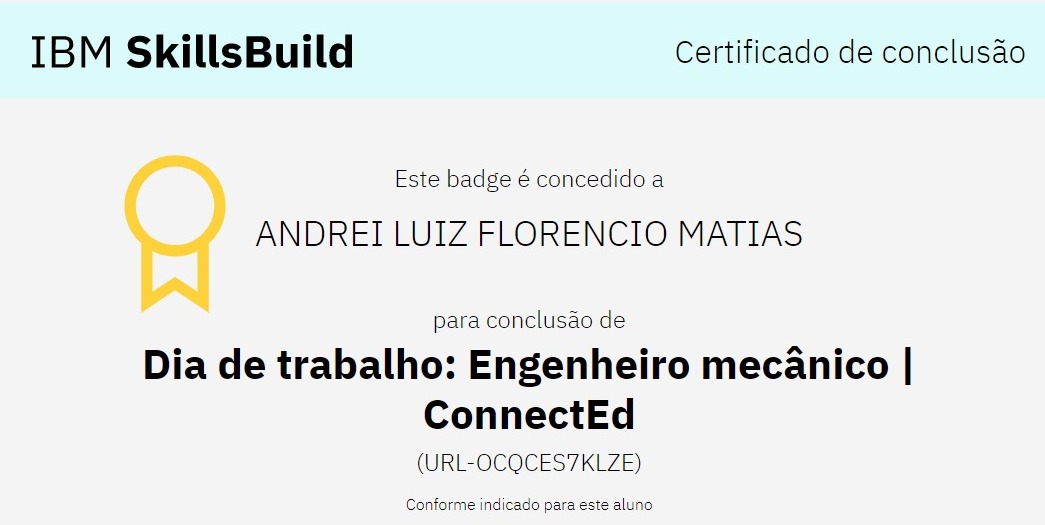 IBM SkillsBuild
Certificado de conclusão
Este badge é concedido a
ANDREI LUIZ FLORENCIO MATIAS
para conclusão de
Dia de trabalho: Engenheiro mecânico |
ConnectEd
(URL-OCQCES7KLZE)
Conforme indicado para este aluno